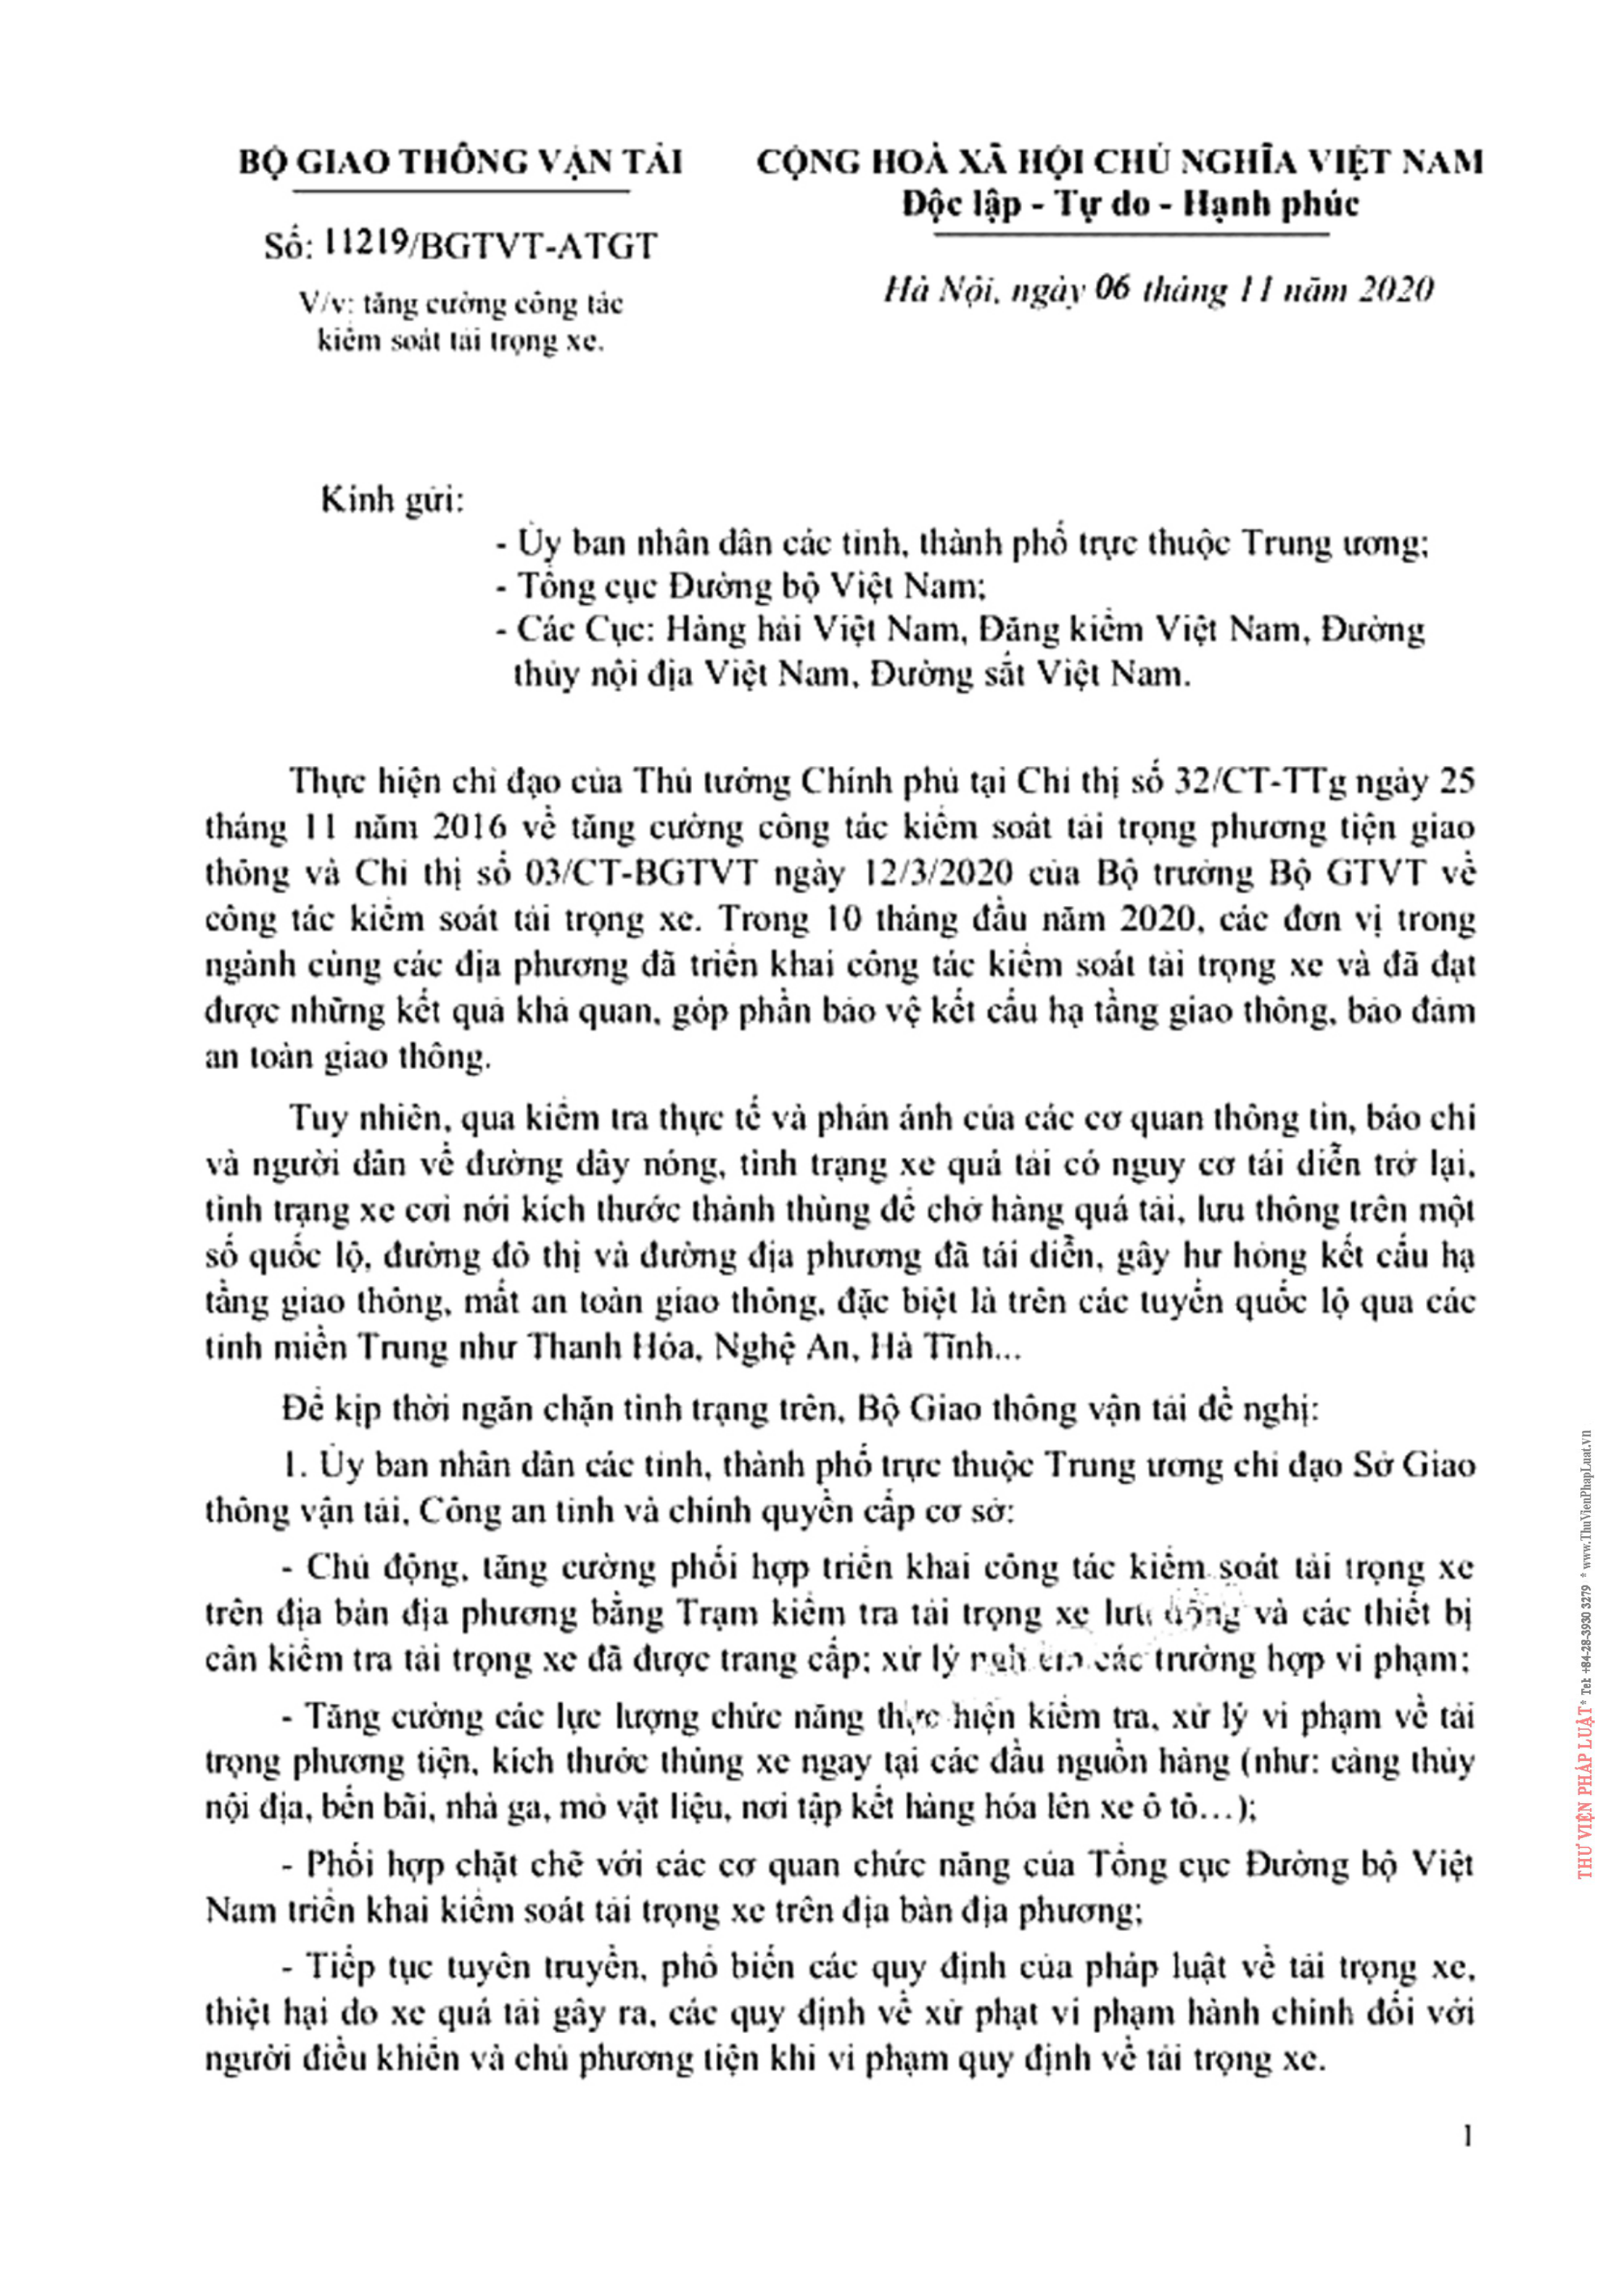 BỘ GIAO THÔNG VẬN TẢI
CỘNG HOÀ XÃ HỘI CHỦ NGHĨA VIỆT NAM
Độc lập - Tự do - Hạnh phúc
Số: 11219/BGTVT-ATGT
Hà Nội, ngày 06 tháng 11 năm 2020
V/v: tăng cường công tác
kiểm soát tải trọng xe.
Kính gửi:
- Ủy ban nhân dân các tỉnh, thành phố trực thuộc Trung ương;
- Tổng cục Đường bộ Việt Nam;
- Các Cục: Hàng hải Việt Nam, Đăng kiểm Việt Nam, Đường
thủy nội địa Việt Nam, Đường sắt Việt Nam.
Thực hiện chỉ đạo của Thủ tướng Chính phủ tại Chỉ thị số 32/CT-TTg ngày 25
tháng 11 năm 2016 về tăng cường công tác kiểm soát tải trọng phương tiện giao
thông và Chỉ thị số 03/CT-BGTVT ngày 12/3/2020 của Bộ trưởng Bộ GTVT về
công tác kiểm soát tải trọng xe. Trong 10 tháng đầu năm 2020, các đơn vị trong
ngành cùng các địa phương đã triển khai công tác kiểm soát tải trọng xe và đã đạt
được những kết quả khả quan, góp phần bảo vệ kết cấu hạ tầng giao thông, bảo đảm
an toàn giao thông.
Tuy nhiên, qua kiểm tra thực tế và phản ánh của các cơ quan thông tin, báo chí
và người dân về đường dây nóng, tình trạng xe quá tải có nguy cơ tái diễn trở lại,
tình trạng xe cơi nới kích thước thành thùng để chở hàng quá tải, lưu thông trên một
số quốc lộ, đường đô thị và đường địa phương đã tái diễn, gây hư hỏng kết cấu hạ
tầng giao thông, mất an toàn giao thông, đặc biệt là trên các tuyến quốc lộ qua các
tỉnh miền Trung như Thanh Hóa, Nghệ An, Hà Tĩnh...
Để kịp thời ngăn chặn tình trạng trên, Bộ Giao thông vận tải đề nghị:
1. Ủy ban nhân dân các tỉnh, thành phố trực thuộc Trung ương chỉ đạo Sở Giao
thông vận tải, Công an tỉnh và chính quyền cấp cơ sở:
- Chủ động, tăng cường phối hợp triển khai công tác kiểm soát tải trọng xe
trên địa bàn địa phương bằng Trạm kiểm tra tải trọng xe lưu động và các thiết bị
cân kiểm tra tải trọng xe đã được trang cấp; xử lý nghiêm các trường hợp vi phạm;
- Tăng cường các lực lượng chức năng thực hiện kiểm tra, xử lý vi phạm về tải
trọng phương tiện, kích thước thùng xe ngay tại các đầu nguồn hàng (như: cảng thủy
nội địa, bến bãi, nhà ga, mỏ vật liệu, nơi tập kết hàng hóa lên xe ô tô...);
- Phối hợp chặt chẽ với các cơ quan chức năng của Tổng cục Đường bộ Việt
Nam triển khai kiểm soát tải trọng xe trên địa bàn địa phương;
- Tiếp tục tuyên truyền, phổ biến các quy định của pháp luật về tải trọng xe,
thiệt hại do xe quá tải gây ra, các quy định về xử phạt vi phạm hành chính đối với
người điều khiển và chủ phương tiện khi vi phạm quy định về tải trọng xe.
1
THƯ VIỆN PHÁP LUẬT * Tel: +84-28-3930 3279 * www.ThuVienPhapLuat.vn